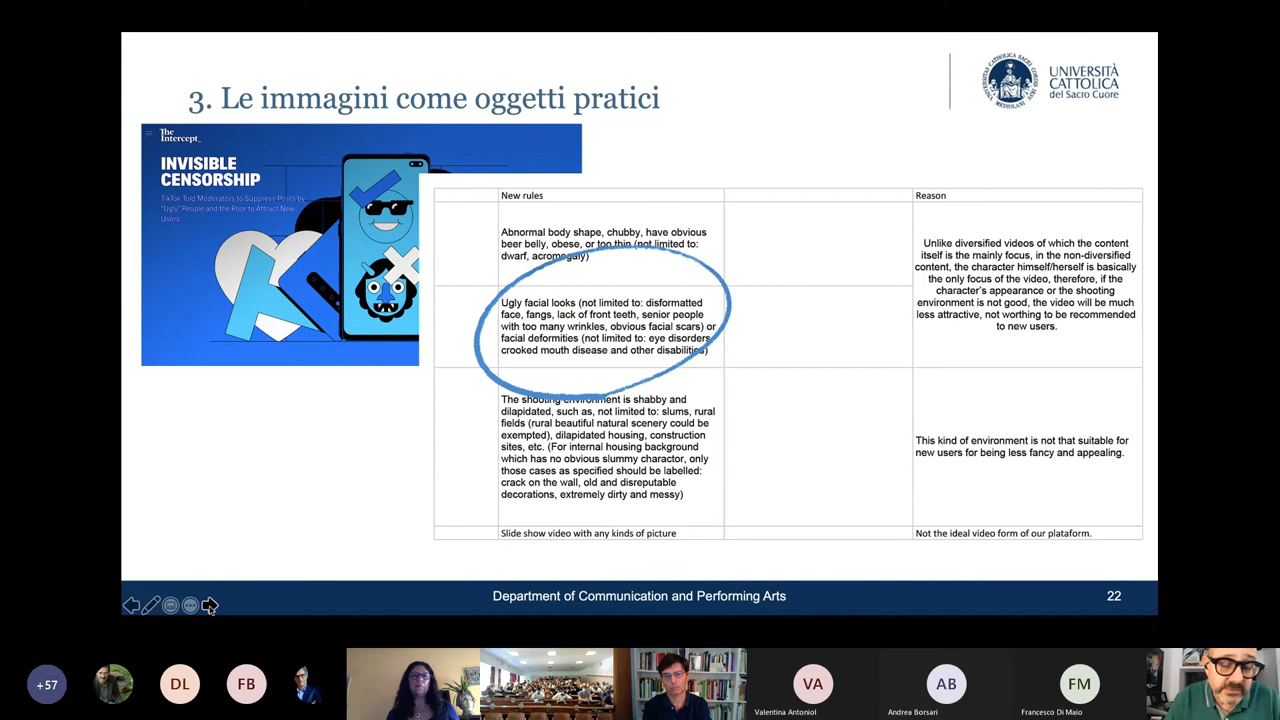 3. Le immagini come oggetti pratici
UNIVERSITÀ
CATTOLICA
del Sacro Cuore
The
Intercept_
INVISIBLE
CENSORSHIP
TikTok Told Moderators to Suppress Posts by
"Ugly" People and the Poor to Attract New
Users
New rules
Reason
Abnormal body shape, chubby, have obvious
beer belly, obese, or too thin (not limited to:
dwarf, acromegaly)
Unlike diversified videos of which the content
itself is the mainly focus, in the non-diversified
content, the character himself/herself is basically
the only focus of the video, therefore, if the
character's appearance or the shooting
environment is not good, the video will be much
less attractive, not worthing to be recommended
to new users.
Ugly facial looks (not limited to: disformatted
face, fangs, lack of front teeth, senior people
with too many wrinkles, obvious facial scars) or
facial deformities (not limited to: eye disorders,
crooked mouth disease and other disabilities)
The shooting environment is shabby and
dilapidated, such as, not limited to: slums, rural
fields (rural beautiful natural scenery could be
exempted), dilapidated housing, construction
sites, etc. (For internal housing background
which has no obvious slummy charactor, only
those cases as specified should be labelled:
crack on the wall, old and disreputable
decorations, extremely dirty and messy)
This kind of environment is not that suitable for
new users for being less fancy and appealing.
Slide show video with any kinds of picture
Not the ideal video form of our plataform.
Department of Communication and Performing Arts
22
+57
DL
FB
VA
AB
FM
Valentina Antoniol
Andrea Borsari
Francesco Di Maio